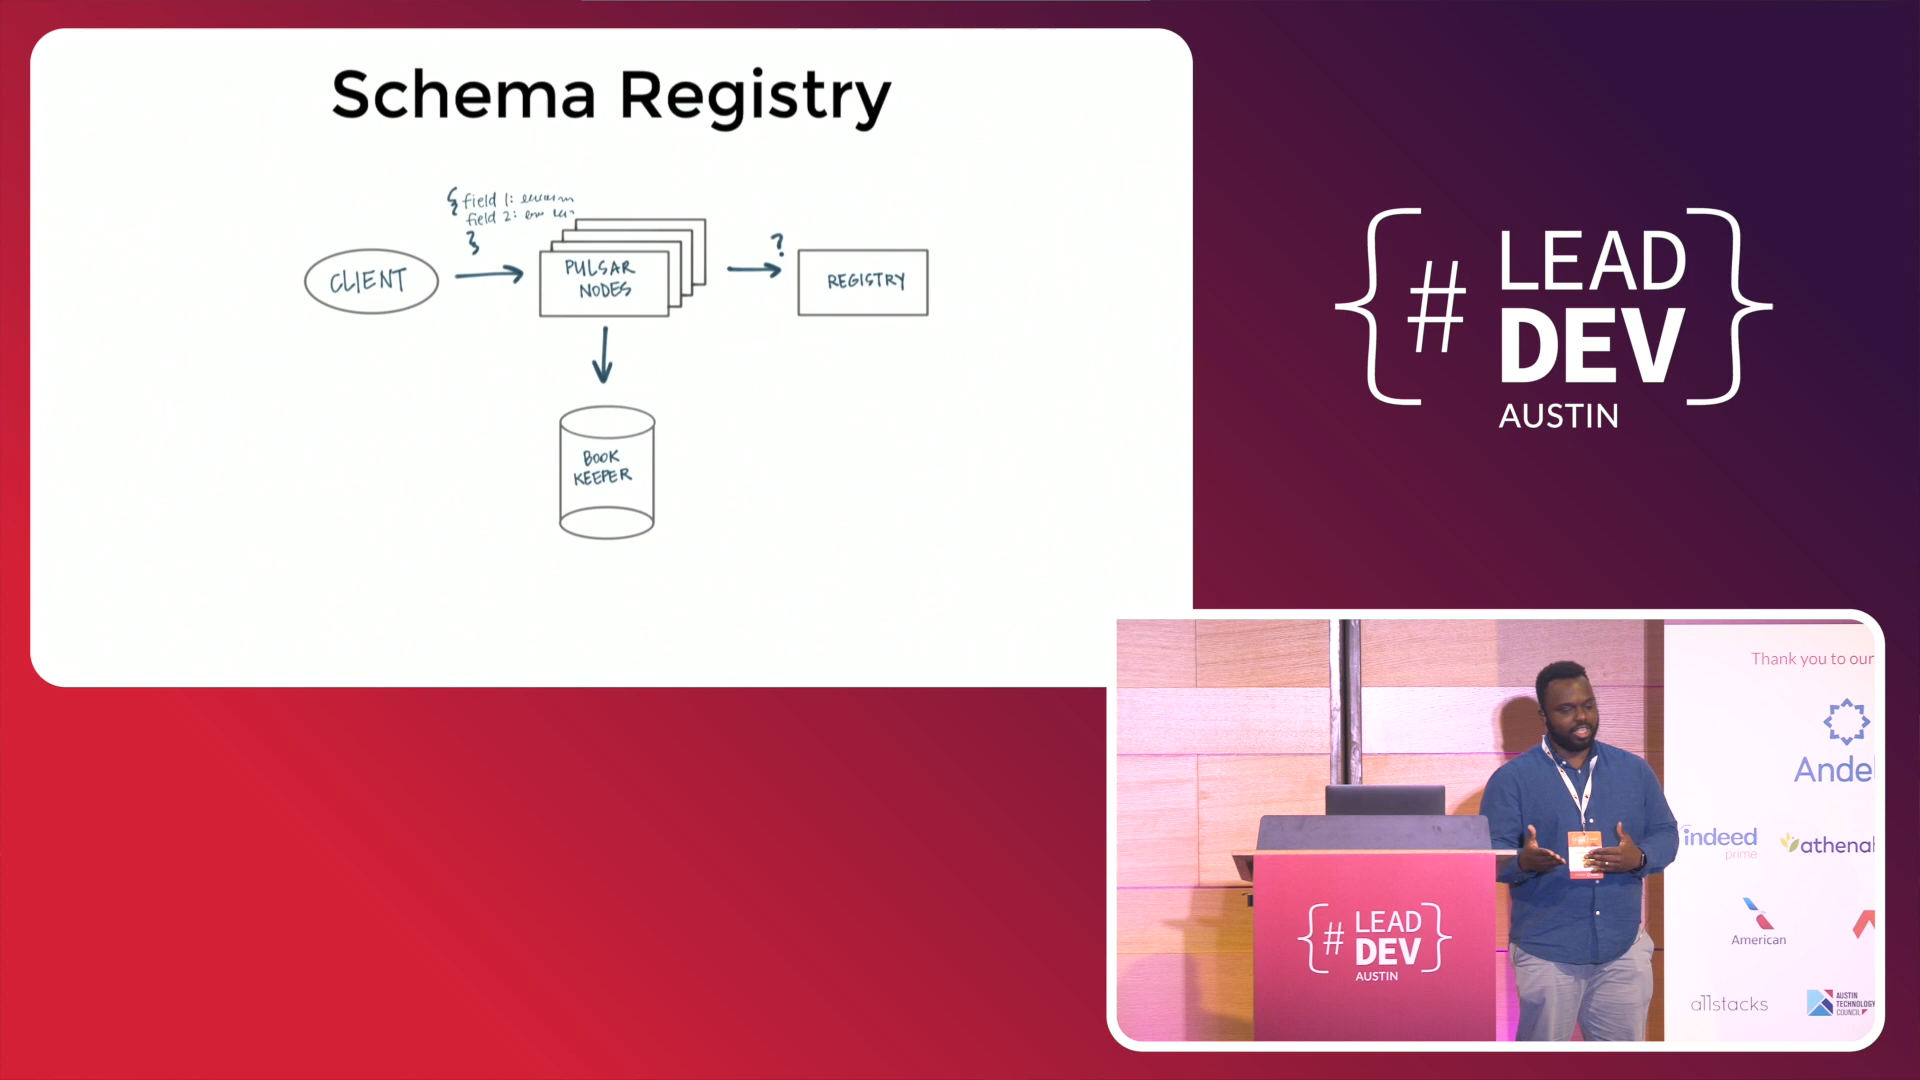 Schema Registry
{ field 1:
field 2:
}
?
CLIENT
PULSAR
NODES
REGISTRY
BOOK
KEEPER
{# LEAD
DEV}
AUSTIN
Thank you to our
Ande
indeed
prime
athenah
American
allstacks
AUSTIN
TECHNOLOGY
COUNCIL
{# LEAD
DEV}
AUSTIN